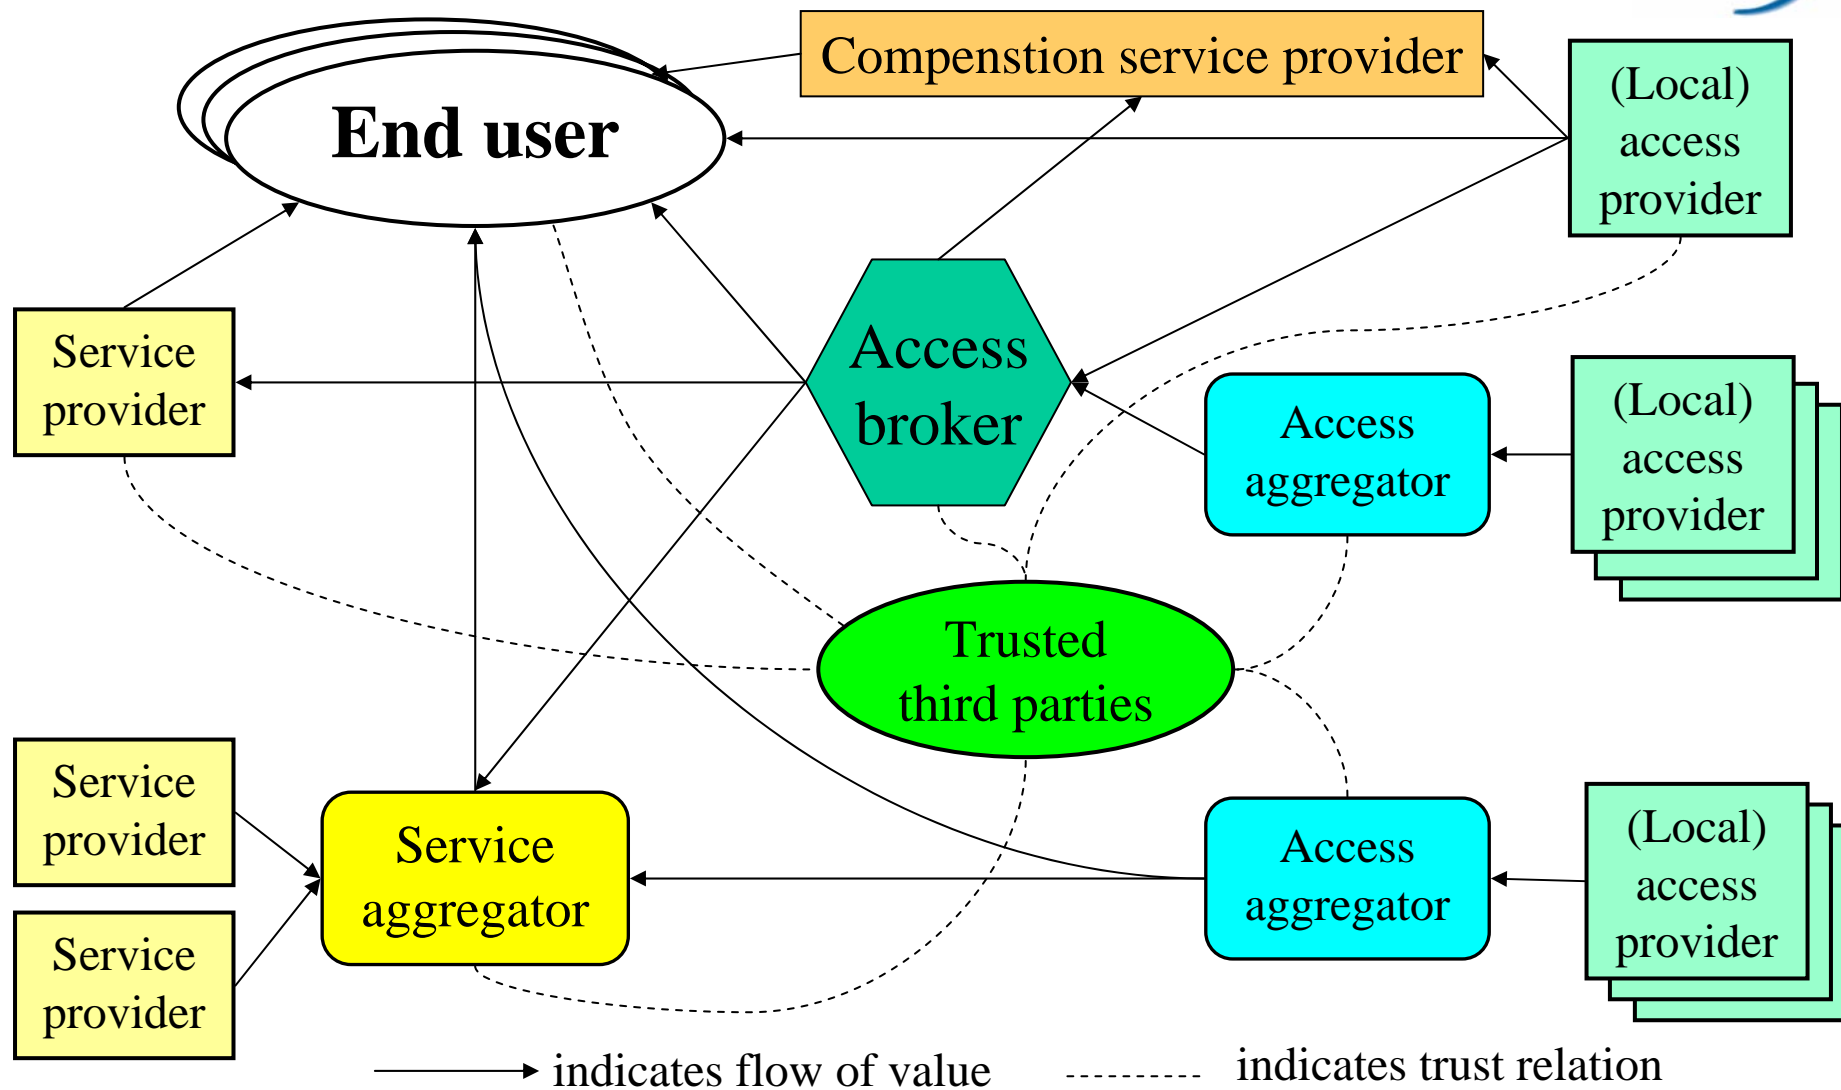 Compenstion service provider
End user
(Local)
access
provider
Service
provider
Access
broker
Access
aggregator
(Local)
access
provider
Trusted
third parties
Service
provider
Service
aggregator
Access
aggregator
(Local)
access
provider
Service
provider
indicates flow of value
indicates trust relation